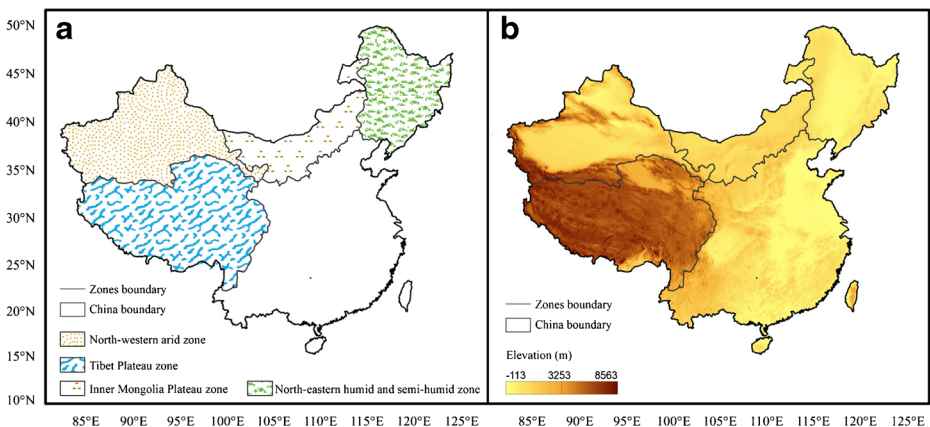 a
b
50°N
45°N
40°N
35°N
30°N
25°N
20°N
15°N
10°N
Zones boundary
China boundary
North-western arid zone
Tibet Plateau zone
Inner Mongolia Plateau zone
North-eastern humid and semi-humid zone
Zones boundary
China boundary
Elevation (m)
-113 3253 8563
85°E 90°E 95°E 100°E 105°E 110°E 115°E 120°E 125°E
85°E 90°E 95°E 100°E 105°E 110°E 115°E 120°E 125°E